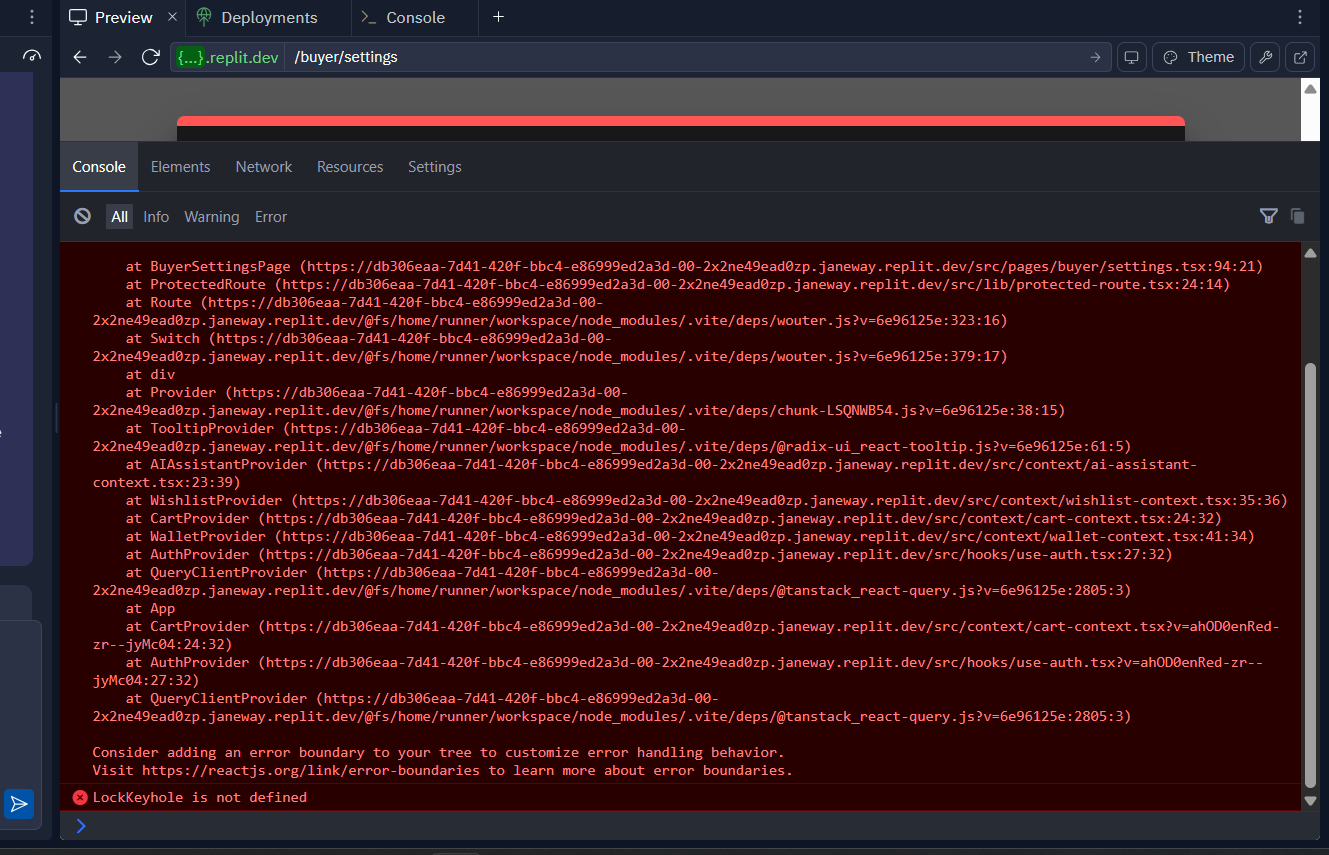 Preview
Deployments
Console
{...}.replit.dev /buyer/settings
Theme
Console Elements Network Resources Settings
All Info Warning Error
at BuyerSettingsPage (https://db306eaa-7d41-420f-bbc4-e86999ed2a3d-00-2x2ne49ead0zp.janeway.replit.dev/src/pages/buyer/settings.tsx:94:21)
at ProtectedRoute (https://db306eaa-7d41-420f-bbc4-e86999ed2a3d-00-2x2ne49ead0zp.janeway.replit.dev/src/lib/protected-route.tsx:24:14)
at Route (https://db306eaa-7d41-420f-bbc4-e86999ed2a3d-00-
2x2ne49ead0zp.janeway.replit.dev/@fs/home/runner/workspace/node_modules/.vite/deps/wouter.js?v=6e96125e:323:16)
at Switch (https://db306eaa-7d41-420f-bbc4-e86999ed2a3d-00-
2x2ne49ead0zp.janeway.replit.dev/@fs/home/runner/workspace/node_modules/.vite/deps/wouter.js?v=6e96125e:379:17)
at div
at Provider (https://db306eaa-7d41-420f-bbc4-e86999ed2a3d-00-
2x2ne49ead0zp.janeway.replit.dev/@fs/home/runner/workspace/node_modules/.vite/deps/chunk-LSQNWB54.js?v=6e96125e:38:15)
at TooltipProvider (https://db306eaa-7d41-420f-bbc4-e86999ed2a3d-00-
2x2ne49ead0zp.janeway.replit.dev/@fs/home/runner/workspace/node_modules/.vite/deps/@radix-ui_react-tooltip.js?v=6e96125e:61:5)
at AIAssistantProvider (https://db306eaa-7d41-420f-bbc4-e86999ed2a3d-00-2x2ne49ead0zp.janeway.replit.dev/src/context/ai-assistant-
context.tsx:23:39)
at WishlistProvider (https://db306eaa-7d41-420f-bbc4-e86999ed2a3d-00-2x2ne49ead0zp.janeway.replit.dev/src/context/wishlist-context.tsx:35:36)
at CartProvider (https://db306eaa-7d41-420f-bbc4-e86999ed2a3d-00-2x2ne49ead0zp.janeway.replit.dev/src/context/cart-context.tsx:24:32)
at WalletProvider (https://db306eaa-7d41-420f-bbc4-e86999ed2a3d-00-2x2ne49ead0zp.janeway.replit.dev/src/context/wallet-context.tsx:41:34)
at AuthProvider (https://db306eaa-7d41-420f-bbc4-e86999ed2a3d-00-2x2ne49ead0zp.janeway.replit.dev/src/hooks/use-auth.tsx:27:32)
at QueryClientProvider (https://db306eaa-7d41-420f-bbc4-e86999ed2a3d-00-
2x2ne49ead0zp.janeway.replit.dev/@fs/home/runner/workspace/node_modules/.vite/deps/@tanstack_react-query.js?v=6e96125e:2805:3)
at App
at CartProvider (https://db306eaa-7d41-420f-bbc4-e86999ed2a3d-00-2x2ne49ead0zp.janeway.replit.dev/src/context/cart-context.tsx?v=ahOD0enRed-
zr--jyMc04:24:32)
at AuthProvider (https://db306eaa-7d41-420f-bbc4-e86999ed2a3d-00-2x2ne49ead0zp.janeway.replit.dev/src/hooks/use-auth.tsx?v=ahOD0enRed-zr--
jyMc04:27:32)
at QueryClientProvider (https://db306eaa-7d41-420f-bbc4-e86999ed2a3d-00-
2x2ne49ead0zp.janeway.replit.dev/@fs/home/runner/workspace/node_modules/.vite/deps/@tanstack_react-query.js?v=6e96125e:2805:3)
Consider adding an error boundary to your tree to customize error handling behavior.
Visit https://reactjs.org/link/error-boundaries to learn more about error boundaries.
LockKeyhole is not defined